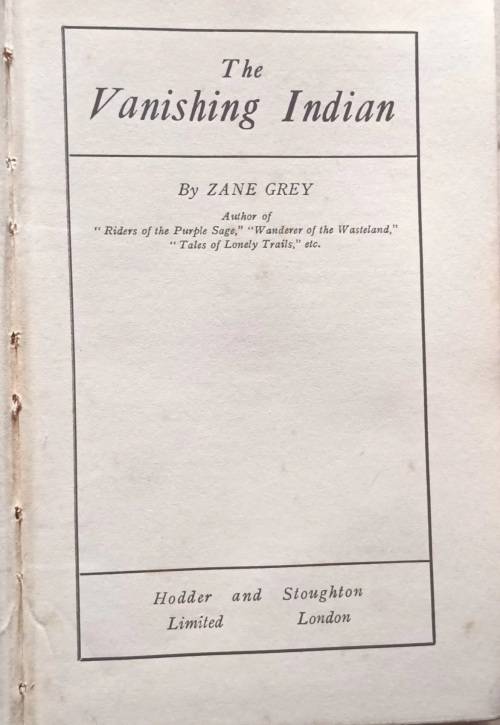 The
Vanishing Indian
By ZANE GREY
Author of
“ Riders of the Purple Sage,” “Wanderer of the Wasteland,”
“ Tales of Lonely Trails,” etc.
Hodder and Stoughton
Limited London